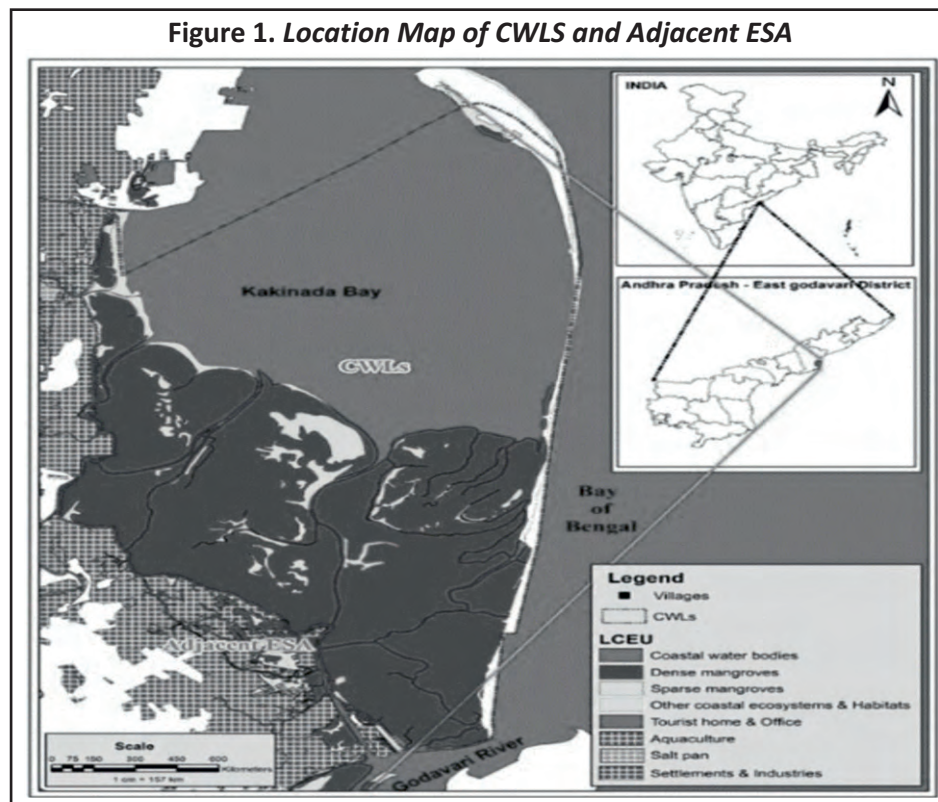 Figure 1. Location Map of CWLS and Adjacent ESA
INDIA
N
Kakinada Bay
Andhra Pradesh - East godavari District
CWLs
Bay
of
Bengal
Adjacent ESA
Godavari River
Legend
Villages
CWLs
LCEU
Coastal water bodies
Dense mangroves
Sparse mangroves
Other coastal ecosystems & Habitats
Tourist home & Office
Aquaculture
Salt pan
Settlements & Industries
Scale
0 75 150 300 450 600
Kilometers
1 cm = 157 km